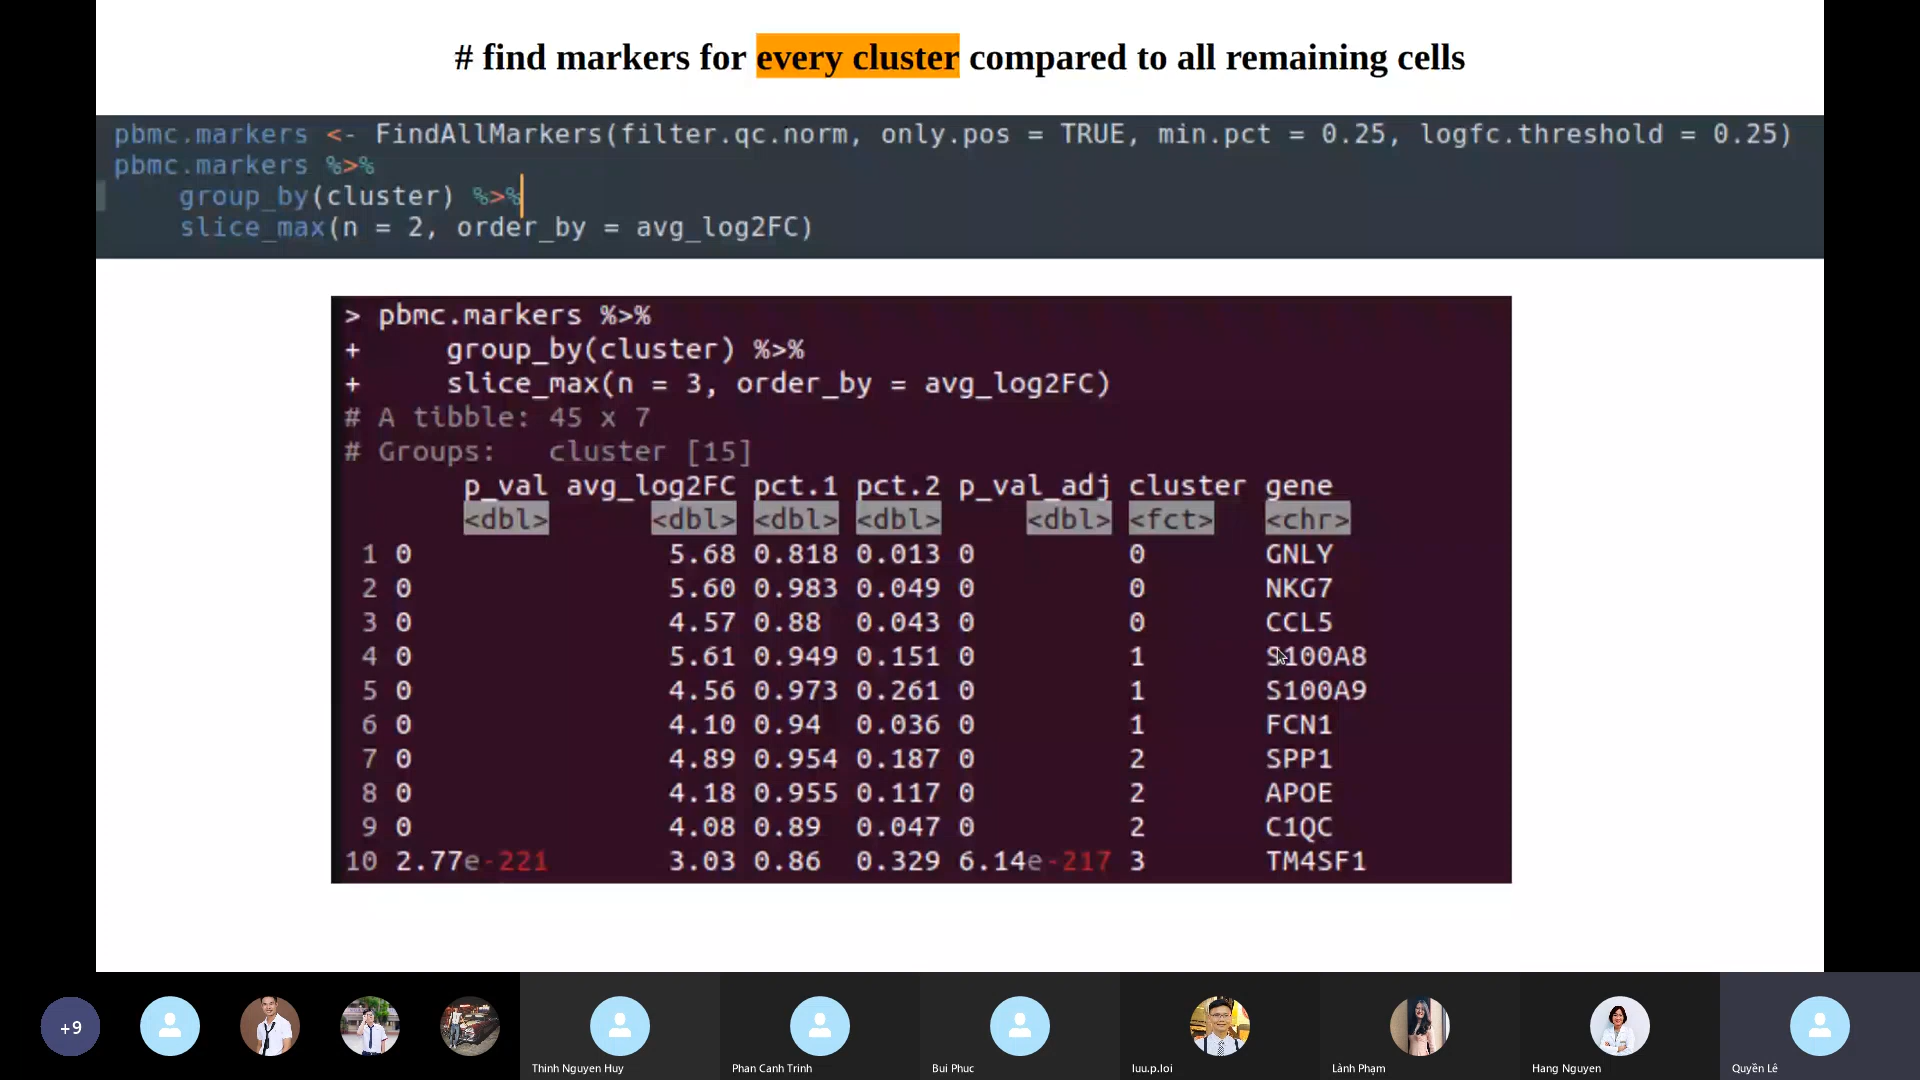 # find markers for every cluster compared to all remaining cells
pbmc.markers <- FindAllMarkers(filter.qc.norm, only.pos = TRUE, min.pct = 0.25, logfc.threshold = 0.25)
pbmc.markers %>%
group_by(cluster) %>%
slice_max(n = 2, order_by = avg_log2FC)
> pbmc.markers %>%
+ group_by(cluster) %>%
+ slice_max(n = 3, order_by = avg_log2FC)
# A tibble: 45 x 7
# Groups: cluster [15]
p_val avg_log2FC pct.1 pct.2 p_val_adj cluster gene
<dbl> <dbl> <dbl> <dbl> <dbl> <fct> <chr>
1 0 5.68 0.818 0.013 0 0 GNLY
2 0 5.60 0.983 0.049 0 0 NKG7
3 0 4.57 0.88 0.043 0 0 CCL5
4 0 5.61 0.949 0.151 0 1 S100A8
5 0 4.56 0.973 0.261 0 1 S100A9
6 0 4.10 0.94 0.036 0 1 FCN1
7 0 4.89 0.954 0.187 0 2 SPP1
8 0 4.18 0.955 0.117 0 2 APOE
9 0 4.08 0.89 0.047 0 2 C1QC
10 2.77e-221 3.03 0.86 0.329 6.14e-217 3 TM4SF1
+9
Thinh Nguyen Huy
Phan Canh Trinh
Bui Phuc
luu.p.loi
Lành Phạm
Hang Nguyen
Quyền Lê